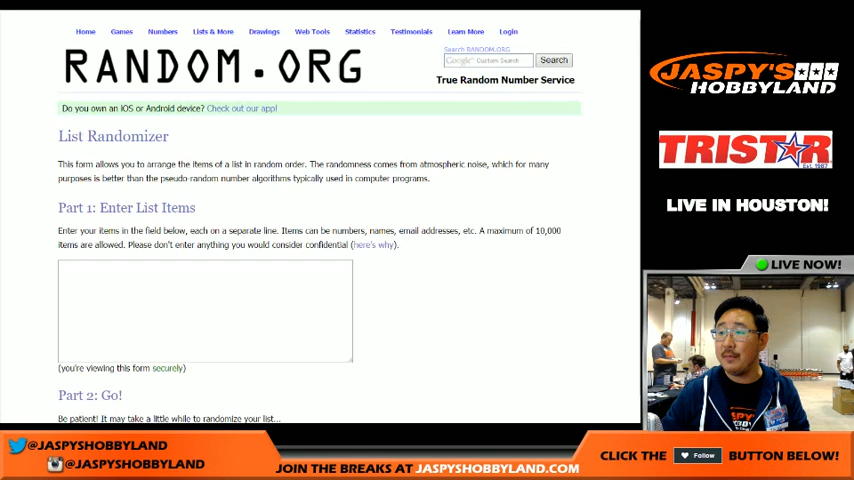 Home Games Numbers Lists & More Drawings Web Tools Statistics Testimonials Learn More Login
RANDOM.ORG
Search RANDOM.ORG
Google Custom Search Search
True Random Number Service
Do you own an iOS or Android device? Check out our app!
List Randomizer
This form allows you to arrange the items of a list in random order. The randomness comes from atmospheric noise, which for many
purposes is better than the pseudo-random number algorithms typically used in computer programs.
Part 1: Enter List Items
Enter your items in the field below, each on a separate line. Items can be numbers, names, email addresses, etc. A maximum of 10,000
items are allowed. Please don't enter anything you would consider confidential (here's why).
(you're viewing this form securely)
Part 2: Go!
Be patient! It may take a little while to randomize your list...
JASPY'S
HOBBYLAND
TRISTAR
Est. 1987
LIVE IN HOUSTON!
LIVE NOW!
@JASPYSHOBBYLAND
@JASPYSHOBBYLAND
JOIN THE BREAKS AT JASPYSHOBBYLAND.COM
CLICK THE Follow BUTTON BELOW!